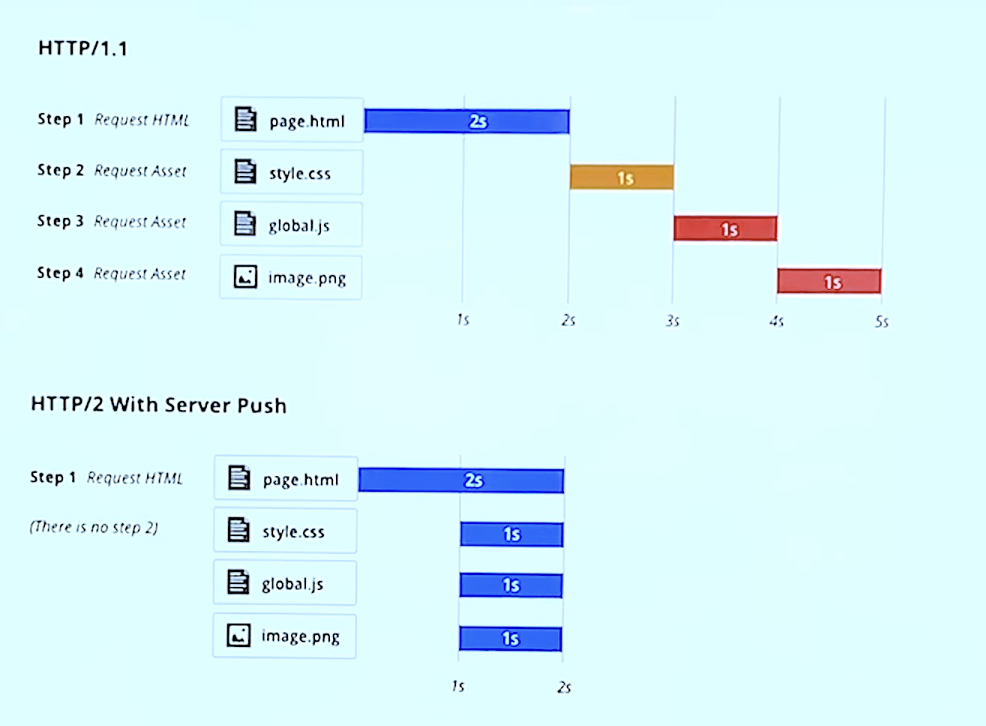 HTTP/1.1
Step 1 Request HTML page.html 2s
Step 2 Request Asset style.css 1s
Step 3 Request Asset global.js 1s
Step 4 Request Asset image.png 1s
1s 2s 3s 4s 5s
HTTP/2 With Server Push
Step 1 Request HTML page.html 2s
(There is no step 2) style.css 1s
global.js 1s
image.png 1s
1s 2s